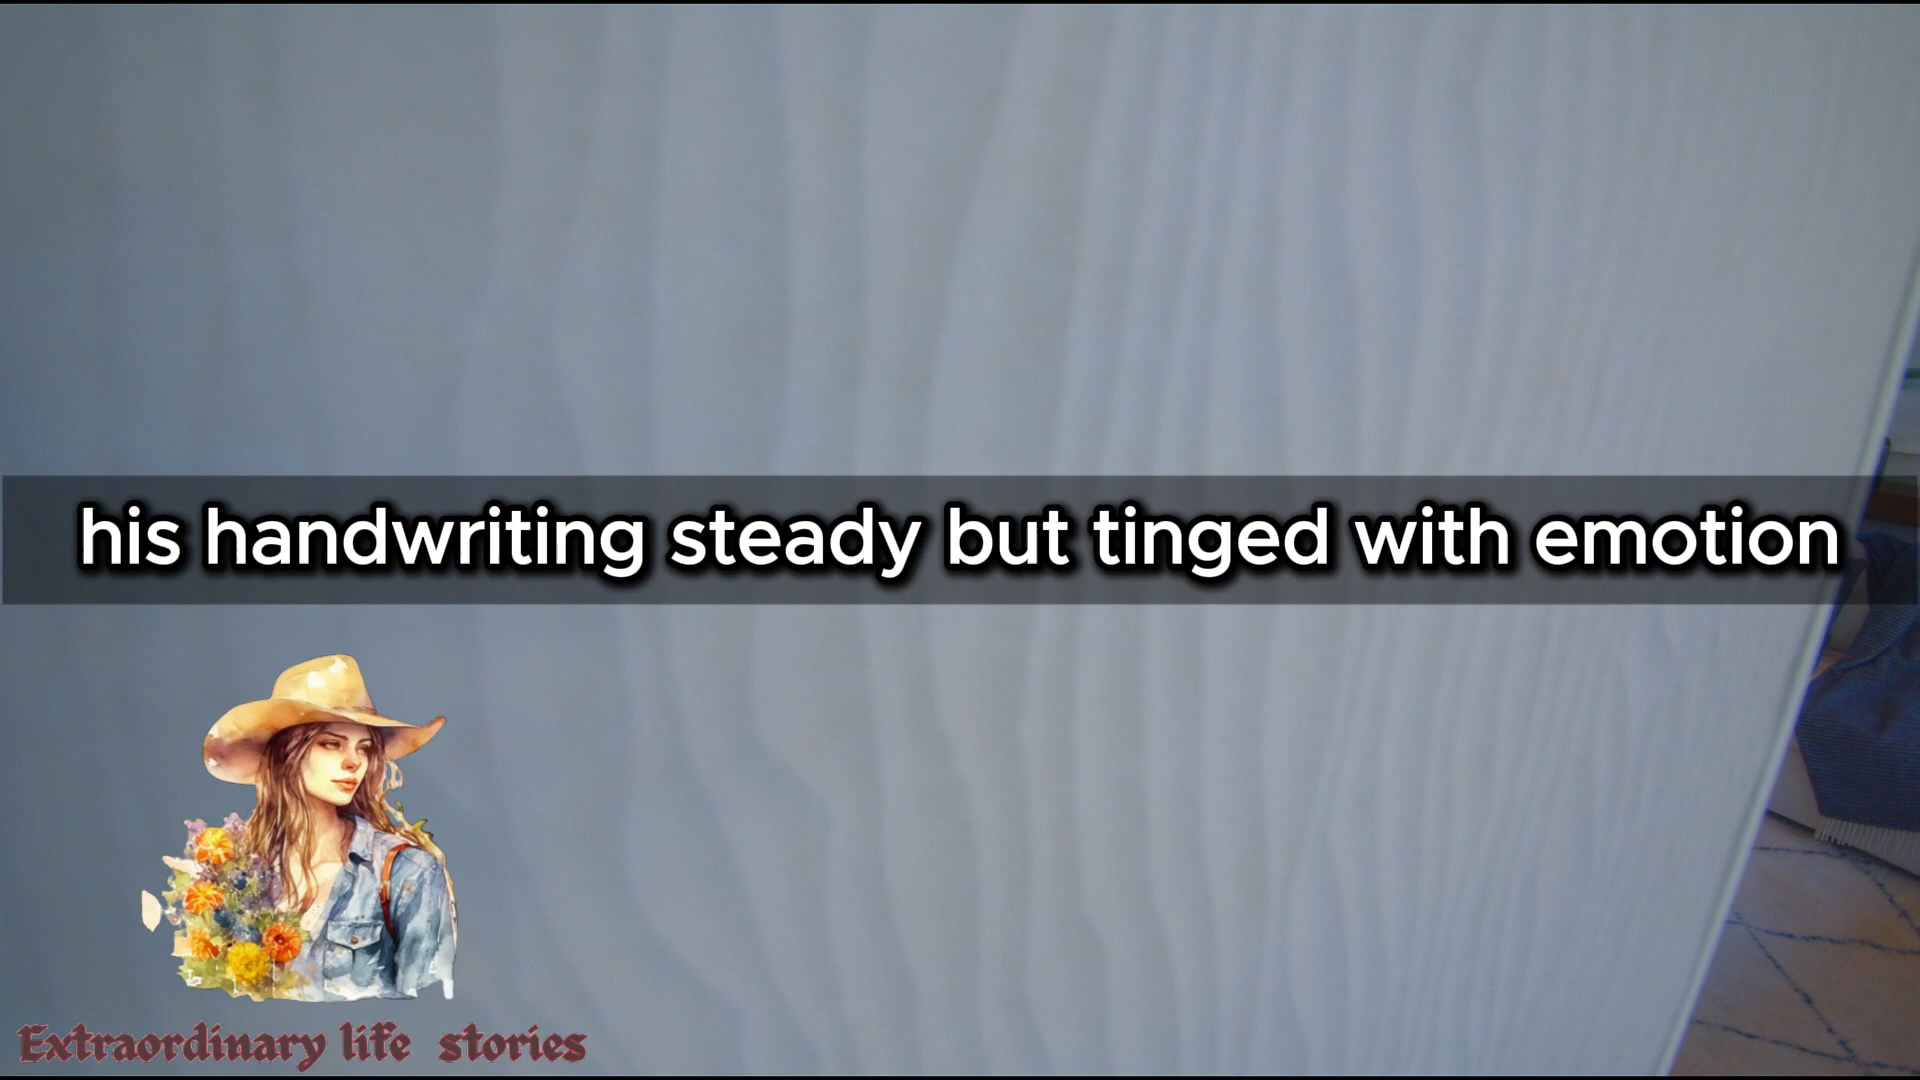 his handwriting steady but tinged with emotion
Extraordinary life stories